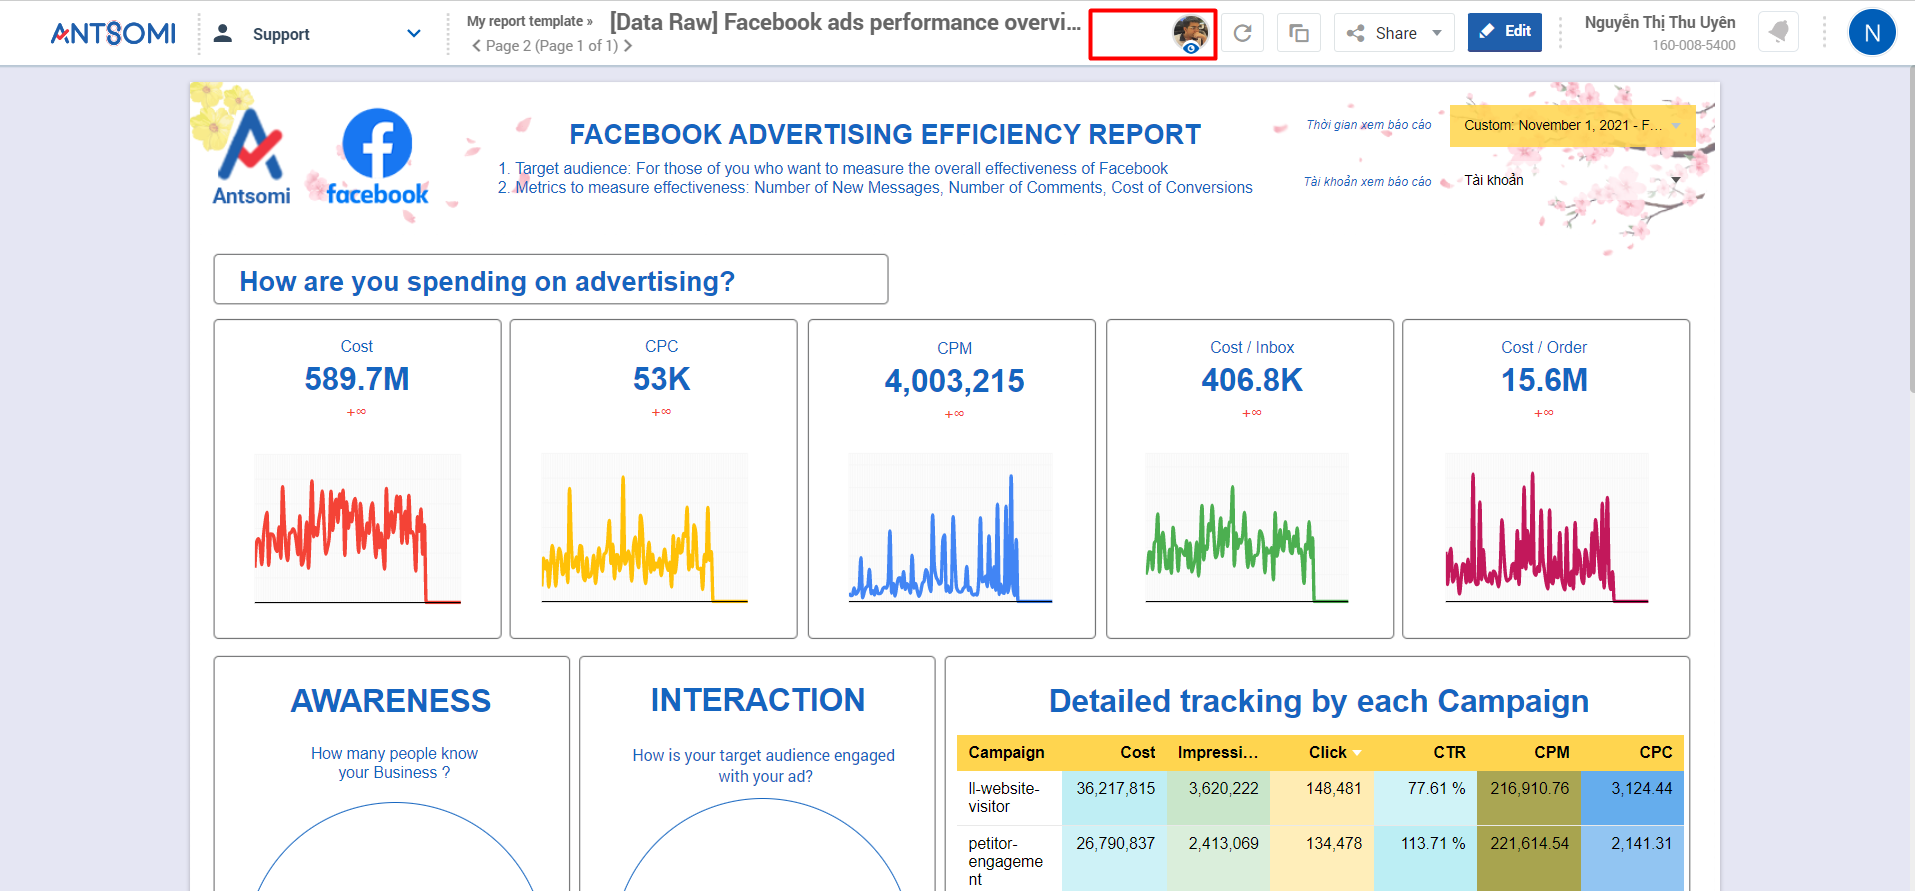 ANTSOMI
Support
My report template »
[Data Raw] Facebook ads performance overvi...
Page 2 (Page 1 of 1)
Share
Edit
Nguyễn Thị Thu Uyên
160-008-5400
N
Antsomi
facebook
FACEBOOK ADVERTISING EFFICIENCY REPORT
1. Target audience: For those of you who want to measure the overall effectiveness of Facebook
2. Metrics to measure effectiveness: Number of New Messages, Number of Comments, Cost of Conversions
Thời gian xem báo cáo
Custom: November 1, 2021 - F...
Tài khoản xem báo cáo
Tài khoản
How are you spending on advertising?
Cost
589.7M
+∞
CPC
53K
+∞
CPM
4,003,215
+∞
Cost / Inbox
406.8K
+∞
Cost / Order
15.6M
+∞
AWARENESS
How many people know
your Business ?
INTERACTION
How is your target audience engaged
with your ad?
Detailed tracking by each Campaign
Campaign Cost Impressi... Click CTR CPM CPC
ll-website-
visitor
36,217,815 3,620,222 148,481 77.61 % 216,910.76 3,124.44
petitor-
engageme
nt
26,790,837 2,413,069 134,478 113.71 % 221,614.54 2,141.31